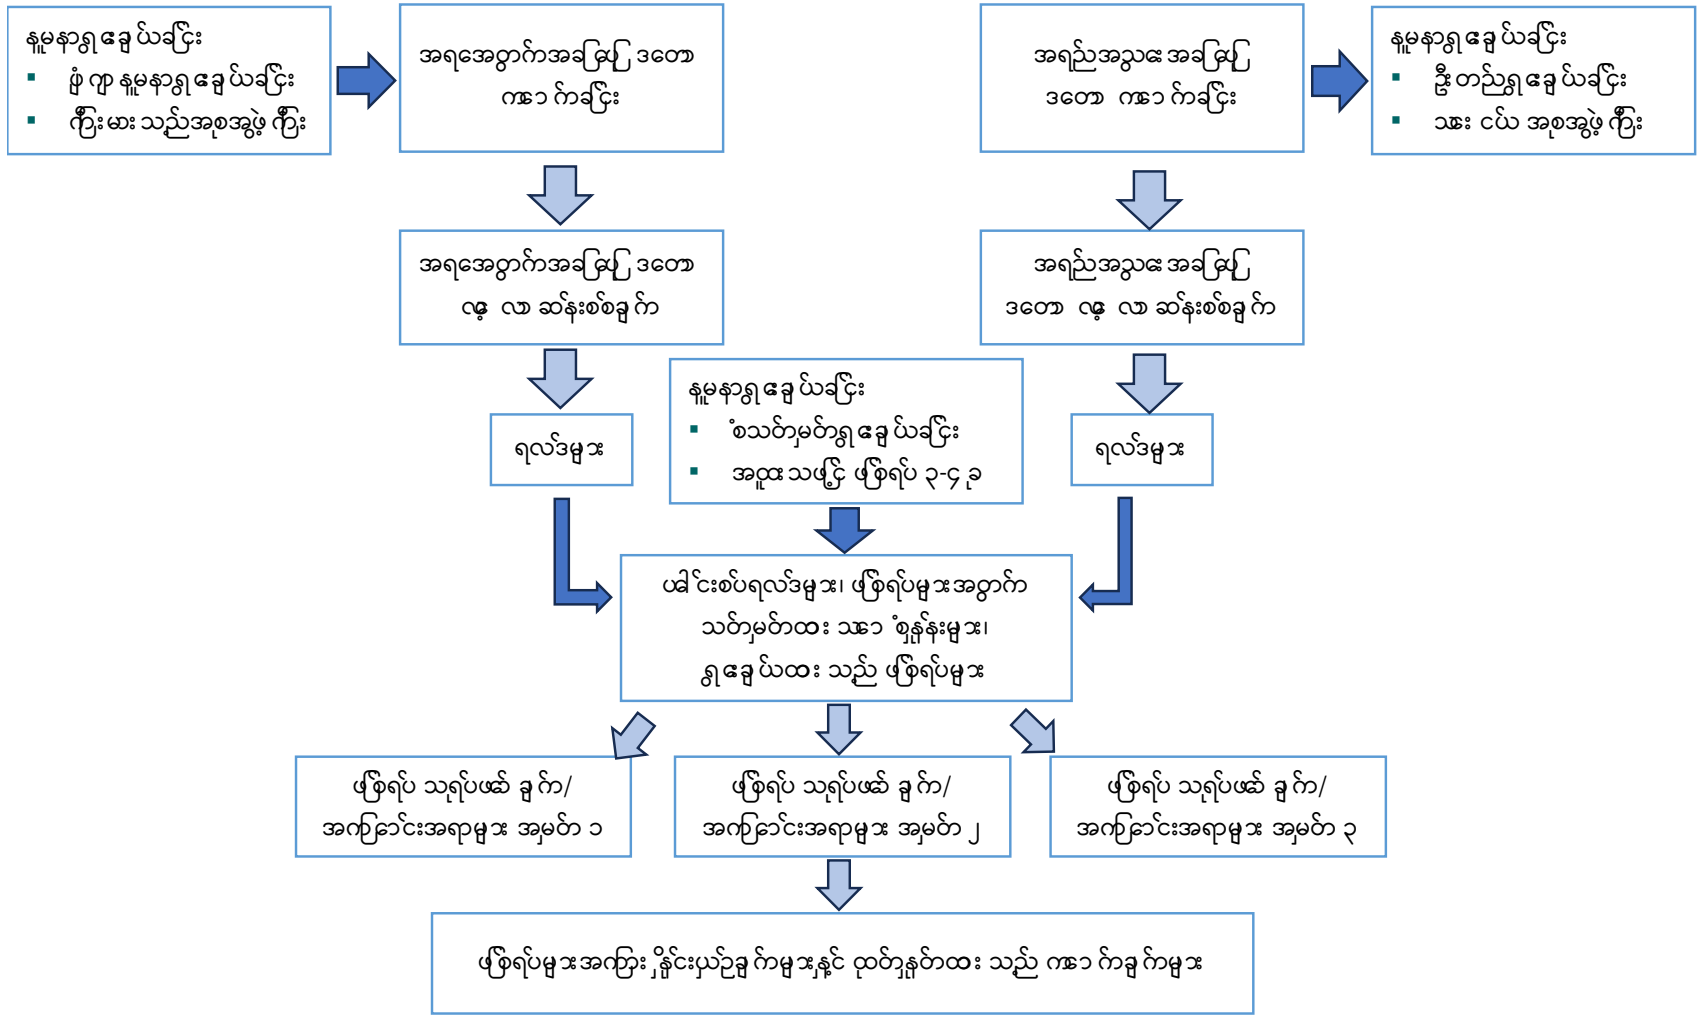 နမူနာရွေးချယ်ခြင်း
▪ ဖြုံကျ နမူနာရွေးချယ်ခြင်း
▪ ကြီးမားသည့်အစုအဖွဲ့ကြီး
အရေအတွက်အခြေပြု ဒေတာ
ကောက်ခြင်း
အရည်အသွေးအခြေပြု
ဒေတာ ကောက်ခြင်း
နမူနာရွေးချယ်ခြင်း
▪ ဦးတည်ရွေးချယ်ခြင်း
▪ သေးငယ် အစုအဖွဲ့ကြီး
အရေအတွက်အခြေပြု ဒေတာ
လေ့လာ ဆန်းစစ်ချက်
အရည်အသွေးအခြေပြု
ဒေတာ လေ့လာ ဆန်းစစ်ချက်
နမူနာရွေးချယ်ခြင်း
▪ စံသတ်မှတ်ရွေးချယ်ခြင်း
▪ အထူးသဖြင့် ဖြစ်ရပ် ၃-၄ ခု
ရလဒ်များ
ရလဒ်များ
ပေါင်းစပ်ရလဒ်များ၊ ဖြစ်ရပ်များအတွက်
သတ်မှတ်ထားသော စံနှုန်းများ၊
ရွေးချယ်ထားသည့် ဖြစ်ရပ်များ
ဖြစ်ရပ် သရုပ်ဖော်ချက်/
အကြောင်းအရာများ အမှတ် ၁
ဖြစ်ရပ် သရုပ်ဖော်ချက်/
အကြောင်းအရာများ အမှတ် ၂
ဖြစ်ရပ် သရုပ်ဖော်ချက်/
အကြောင်းအရာများ အမှတ် ၃
ဖြစ်ရပ်များအကြား နှိုင်းယှဉ်ချက်များနှင့် ထုတ်နုတ်ထားသည့် ကောက်ချက်များ